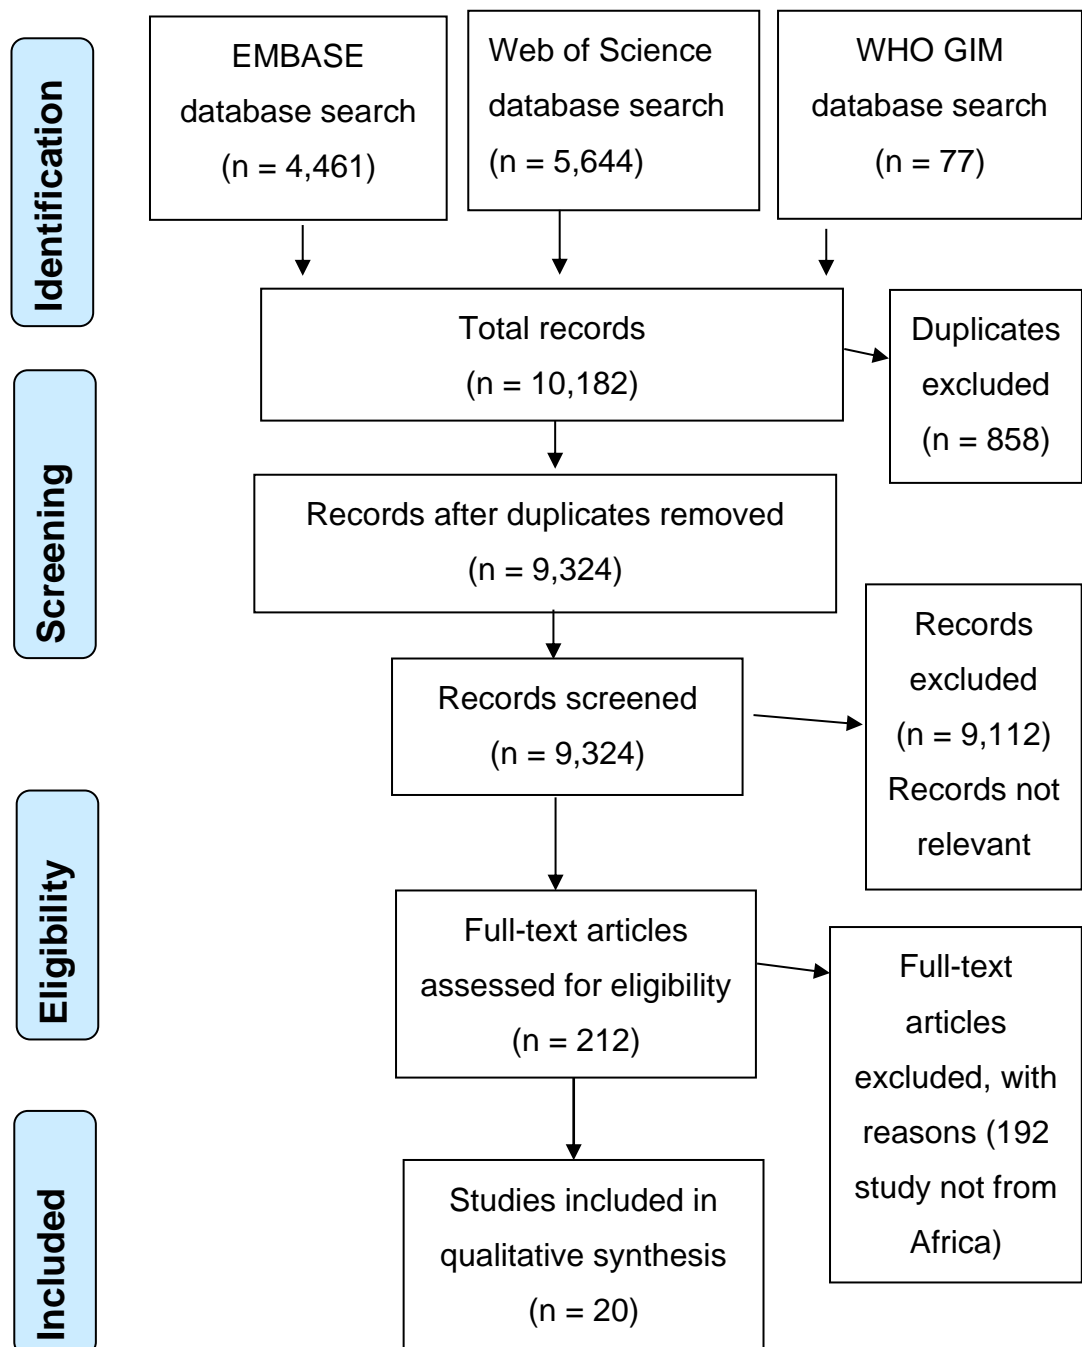 Identification
EMBASE
database search
(n = 4,461)
Web of Science
database search
(n = 5,644)
WHO GIM
database search
(n = 77)
Total records
(n = 10,182)
Duplicates
excluded
(n = 858)
Screening
Records after duplicates removed
(n = 9,324)
Records screened
(n = 9,324)
Records
excluded
(n = 9,112)
Records not
relevant
Eligibility
Full-text articles
assessed for eligibility
(n = 212)
Full-text
articles
excluded, with
reasons (192
study not from
Africa)
Included
Studies included in
qualitative synthesis
(n = 20)